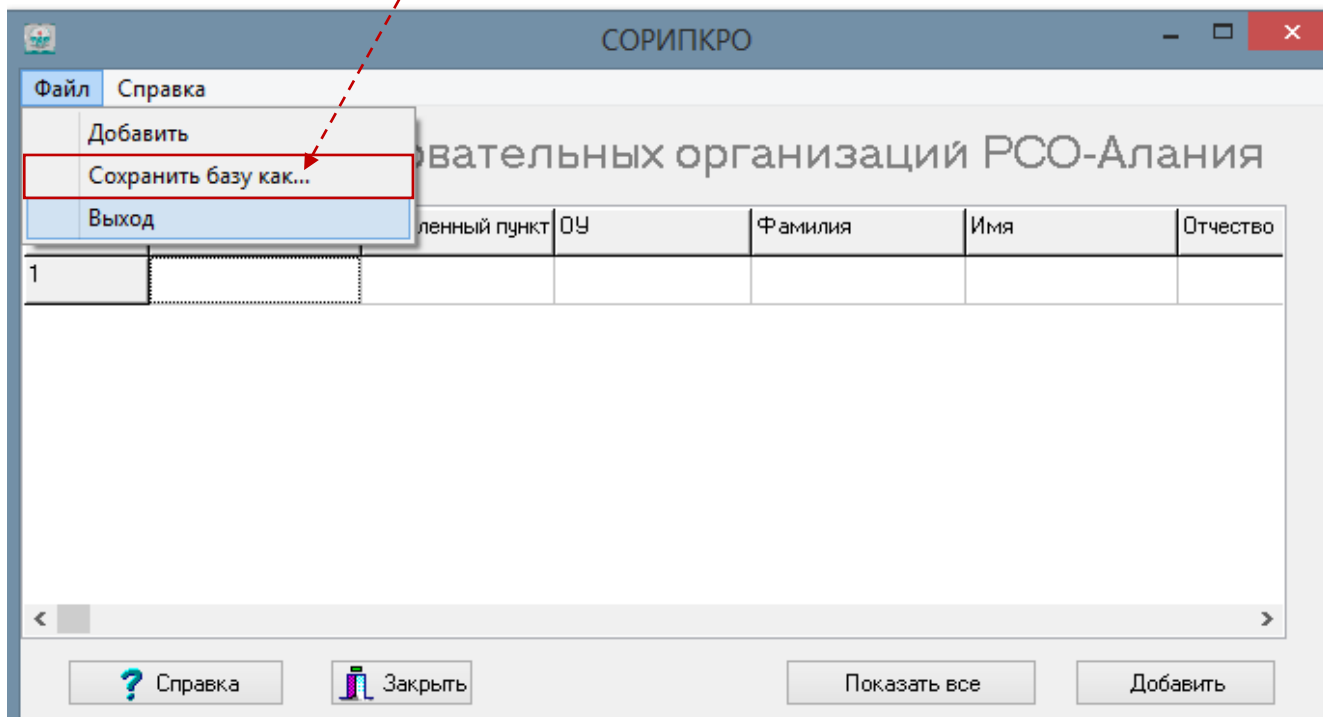 СОРИПКРО
Файл Справка
Добавить
Сохранить базу как...
Выход
овательных организаций РСО-Алания
ленный пункт ОУ Фамилия Имя Отчество
1
Справка Закрыть Показать все Добавить